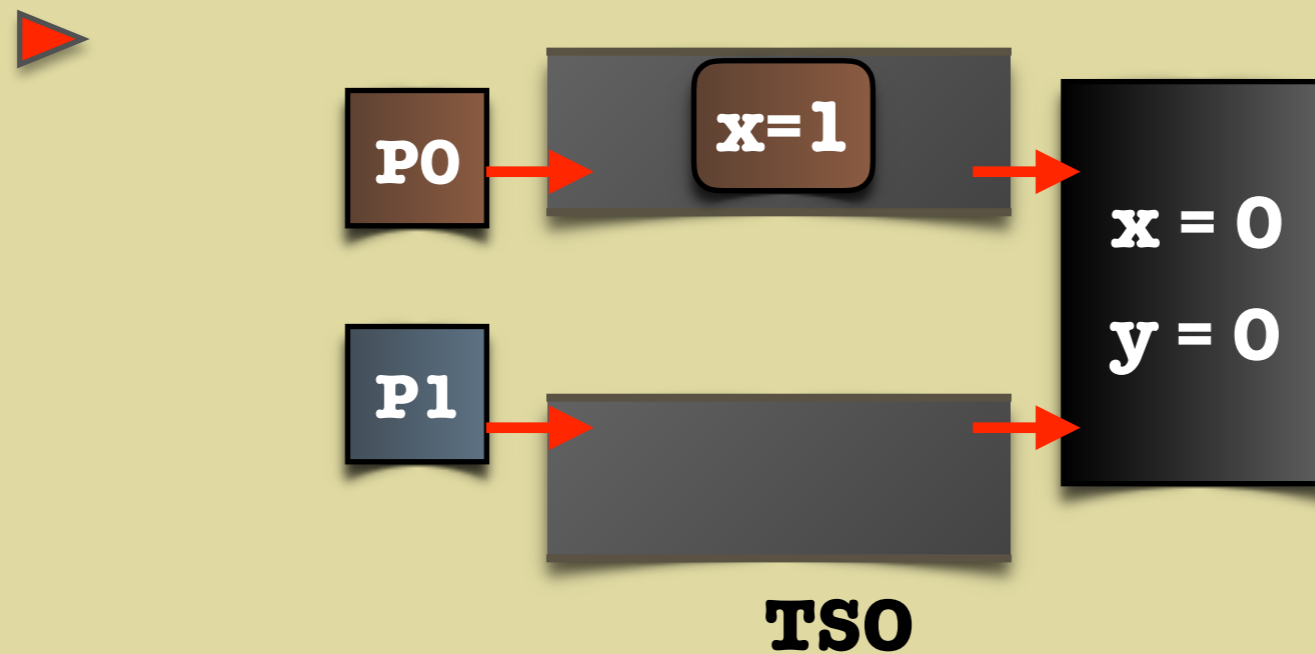 P0
x=1
x = 0
y = 0
P1
TSO